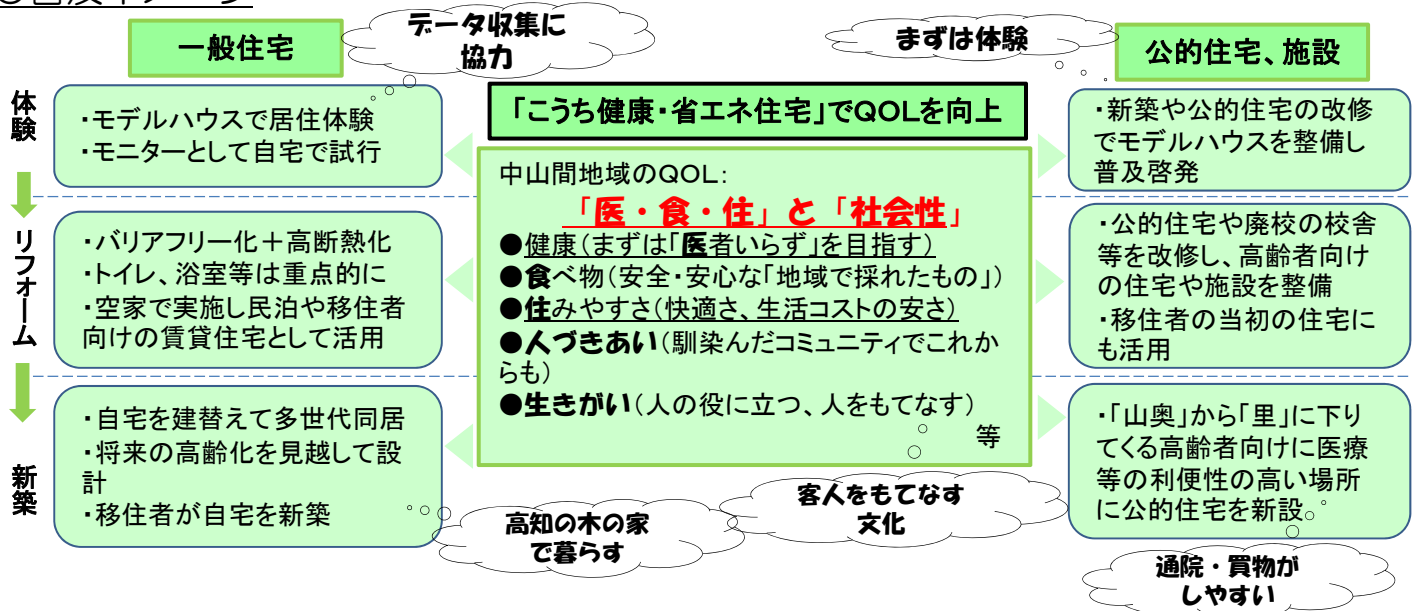 一般住宅
データ収集に
協力
まずは体験
公的住宅、施設
体験
・モデルハウスで居住体験
・モニターとして自宅で試行
「こうち健康・省エネ住宅」でQOLを向上
・新築や公的住宅の改修
でモデルハウスを整備し
普及啓発
中山間地域のQOL：
「医・食・住」と「社会性」
●健康（まずは「医者いらず」を目指す）
●食べ物（安全・安心な「地域で採れたもの」）
●住みやすさ（快適さ、生活コストの安さ）
●人づきあい（馴染んだコミュニティでこれか
らも）
●生きがい（人の役に立つ、人をもてなす）
等
リフォーム
・バリアフリー化＋高断熱化
・トイレ、浴室等は重点的に
・空家で実施し民泊や移住者
向けの賃貸住宅として活用
・公的住宅や廃校の校舎
等を改修し、高齢者向け
の住宅や施設を整備
・移住者の当初の住宅に
も活用
新築
・自宅を建替えて多世代同居
・将来の高齢化を見越して設
計
・移住者が自宅を新築
・「山奥」から「里」に下り
てくる高齢者向けに医療
等の利便性の高い場所
に公的住宅を新設。
高知の木の家
で暮らす
客人をもてなす
文化
通院・買物が
しやすい